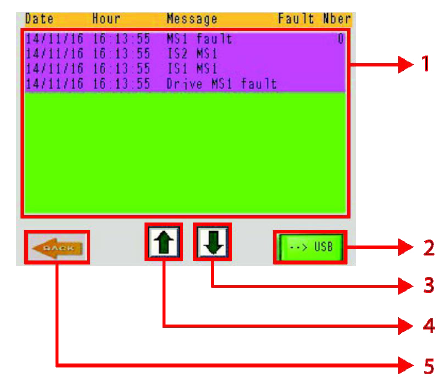 Date Hour Message Fault Nber
14/11/16 16:13:55 MS1 fault 0
14/11/16 16:13:55 IS2 MS1
14/11/16 16:13:55 IS1 MS1
14/11/16 16:13:55 Drive MS1 fault
1
BACK
--> USB
2
3
4
5